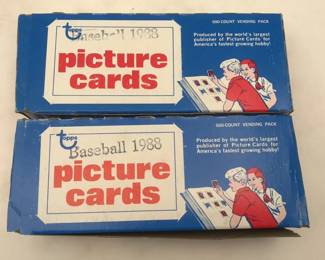 topps
Baseball 1988
picture
cards
500-COUNT VENDING PACK
Produced by the world's largest
publisher of Picture Cards for
America's fastest growing hobby!
topps
Baseball 1988
picture
cards
500-COUNT VENDING PACK
Produced by the world's largest
publisher of Picture Cards for
America's fastest growing hobby!